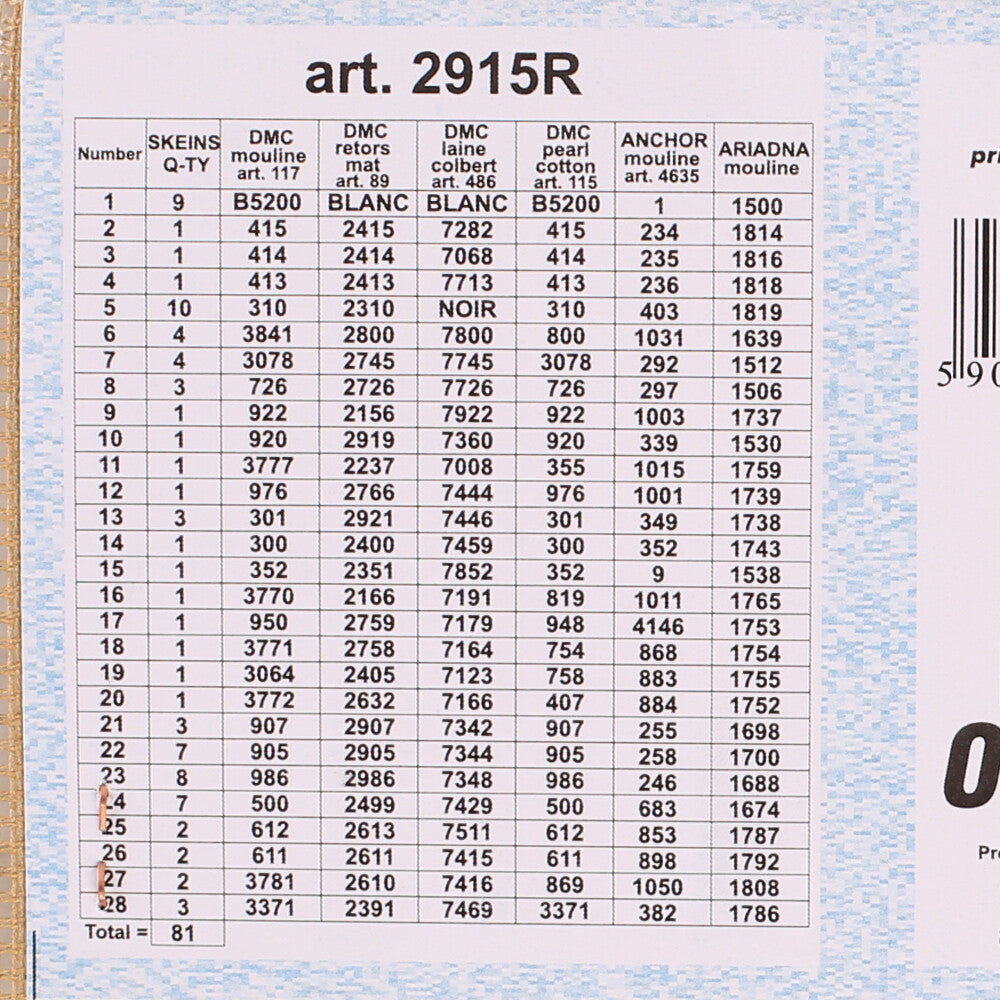 art. 2915R
Number SKEINS Q-TY DMC mouline art. 117 DMC retors mat art. 89 DMC laine colbert art. 486 DMC pearl cotton art. 115 ANCHOR mouline art. 4635 ARIADNA mouline
1 9 B5200 BLANC BLANC B5200 1 1500
2 1 415 2415 7282 415 234 1814
3 1 414 2414 7068 414 235 1816
4 1 413 2413 7713 413 236 1818
5 10 310 2310 NOIR 310 403 1819
6 4 3841 2800 7800 800 1031 1639
7 4 3078 2745 7745 3078 292 1512
8 3 726 2726 7726 726 297 1506
9 1 922 2156 7922 922 1003 1737
10 1 920 2919 7360 920 339 1530
11 1 3777 2237 7008 355 1015 1759
12 1 976 2766 7444 976 1001 1739
13 3 301 2921 7446 301 349 1738
14 1 300 2400 7459 300 352 1743
15 1 352 2351 7852 352 9 1538
16 1 3770 2166 7191 819 1011 1765
17 1 950 2759 7179 948 4146 1753
18 1 3771 2758 7164 754 868 1754
19 1 3064 2405 7123 758 883 1755
20 1 3772 2632 7166 407 884 1752
21 3 907 2907 7342 907 255 1698
22 7 905 2905 7344 905 258 1700
23 8 986 2986 7348 986 246 1688
24 7 500 2499 7429 500 683 1674
25 2 612 2613 7511 612 853 1787
26 2 611 2611 7415 611 898 1792
27 2 3781 2610 7416 869 1050 1808
28 3 3371 2391 7469 3371 382 1786
Total = 81
5 90